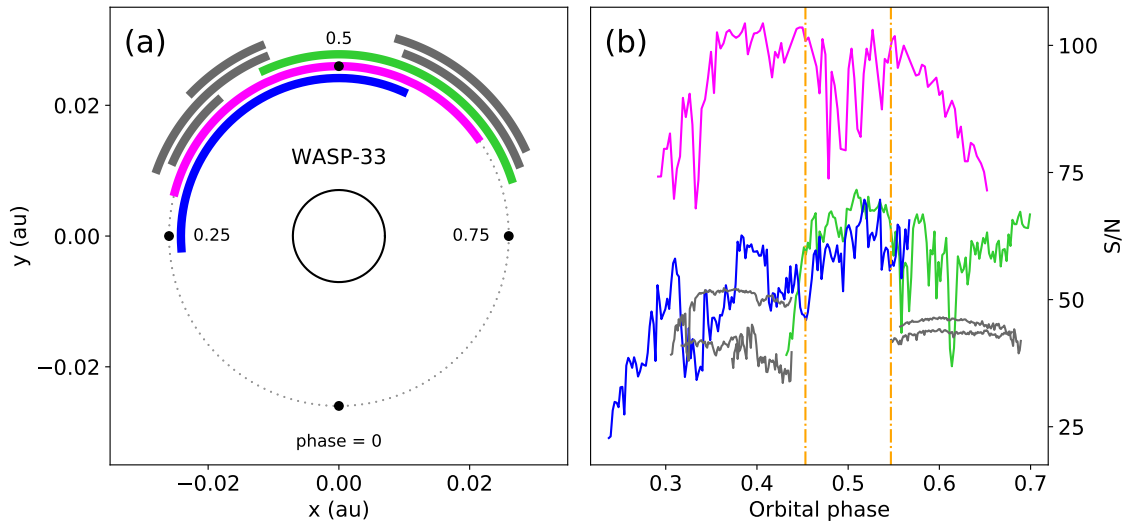 (a)
0.5
WASP-33
0.25
0.75
phase = 0
0.02
0.00
−0.02
y (au)
−0.02
0.00
0.02
x (au)
(b)
100
75
50
25
S/N
0.3
0.4
0.5
0.6
0.7
Orbital phase